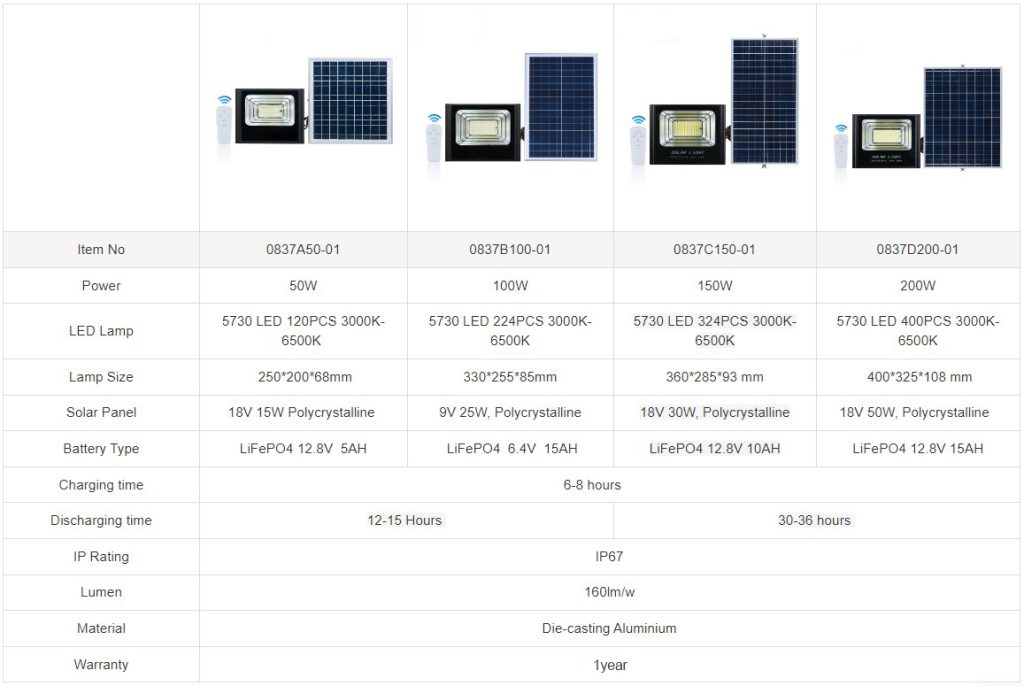 SOLAR LIGHT
SOLAR LIGHT
Item No 0837A50-01 0837B100-01 0837C150-01 0837D200-01
Power 50W 100W 150W 200W
LED Lamp 5730 LED 120PCS 3000K-6500K 5730 LED 224PCS 3000K-6500K 5730 LED 324PCS 3000K-6500K 5730 LED 400PCS 3000K-6500K
Lamp Size 250*200*68mm 330*255*85mm 360*285*93 mm 400*325*108 mm
Solar Panel 18V 15W Polycrystalline 9V 25W, Polycrystalline 18V 30W, Polycrystalline 18V 50W, Polycrystalline
Battery Type LiFePO4 12.8V 5AH LiFePO4 6.4V 15AH LiFePO4 12.8V 10AH LiFePO4 12.8V 15AH
Charging time 6-8 hours
Discharging time 12-15 Hours 30-36 hours
IP Rating IP67
Lumen 160lm/w
Material Die-casting Aluminium
Warranty 1year